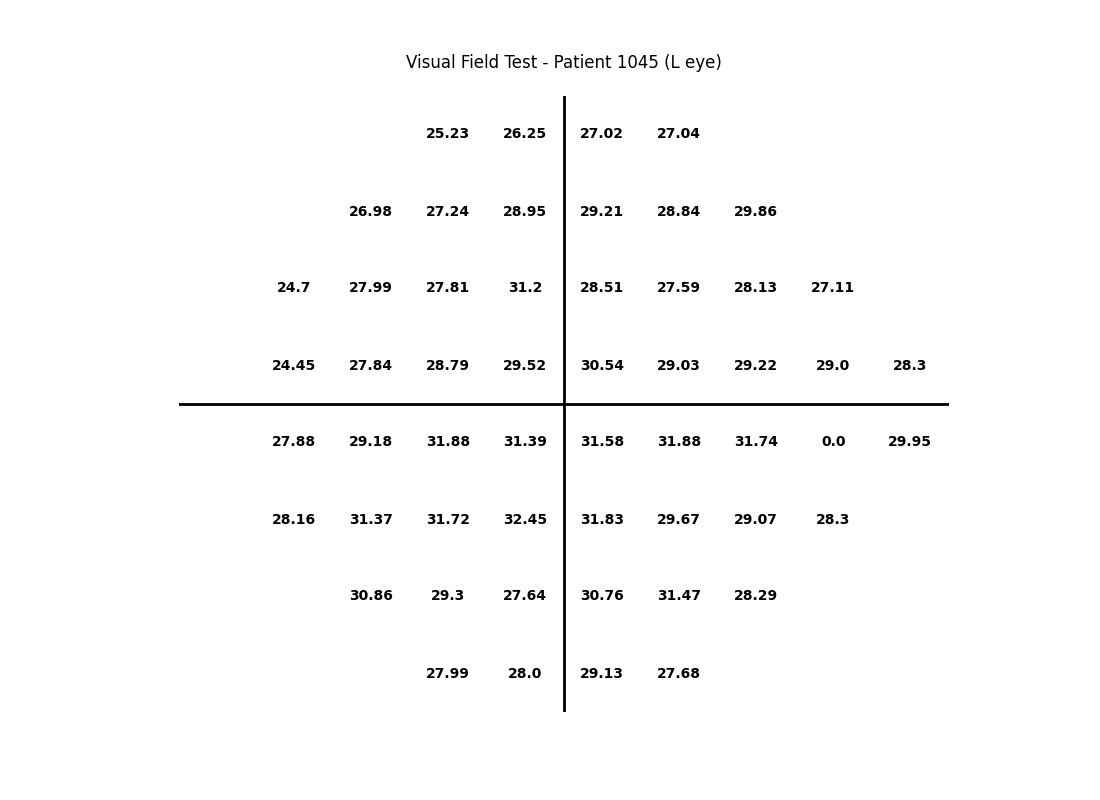 Visual Field Test - Patient 1045 (L eye)
25.23 26.25 27.02 27.04
26.98 27.24 28.95 29.21 28.84 29.86
24.7 27.99 27.81 31.2 28.51 27.59 28.13 27.11
24.45 27.84 28.79 29.52 30.54 29.03 29.22 29.0 28.3
27.88 29.18 31.88 31.39 31.58 31.88 31.74 0.0 29.95
28.16 31.37 31.72 32.45 31.83 29.67 29.07 28.3
30.86 29.3 27.64 30.76 31.47 28.29
27.99 28.0 29.13 27.68